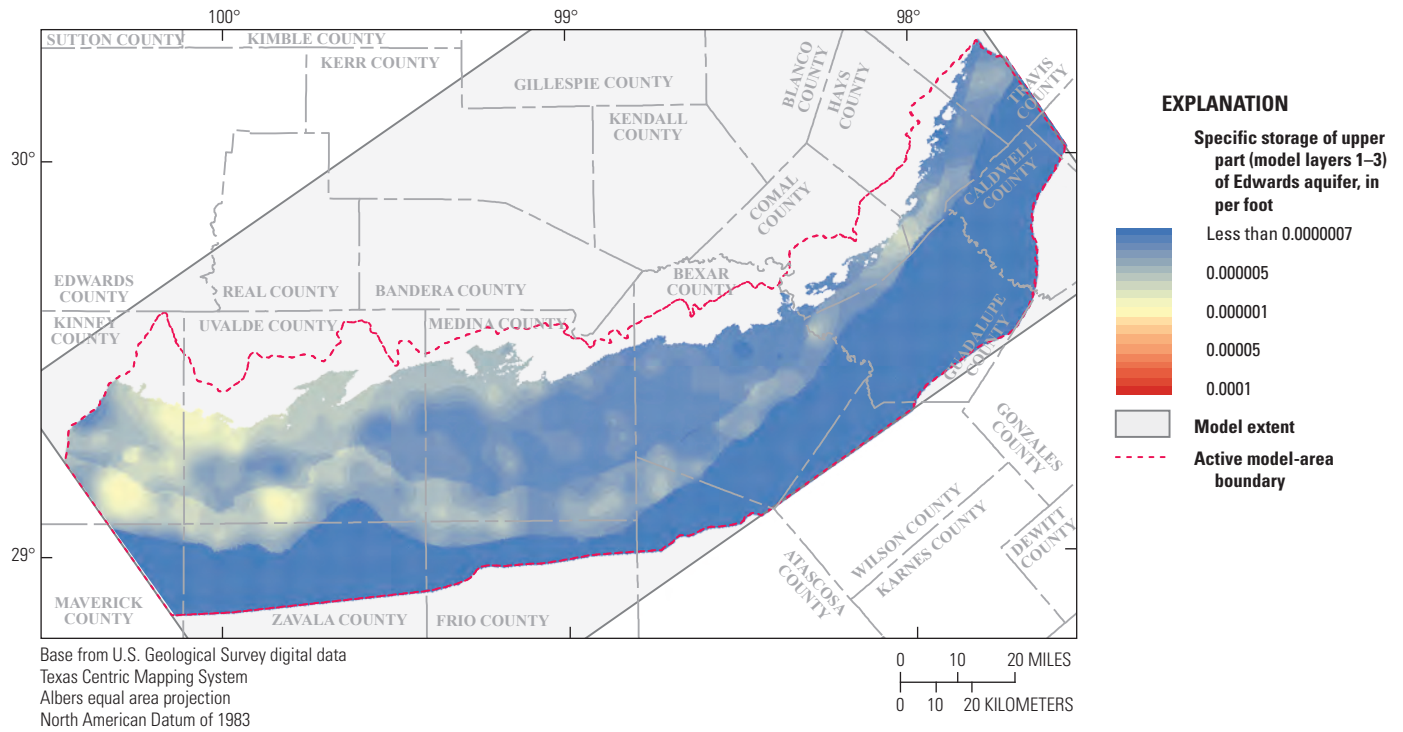 100°
99°
98°
SUTTON COUNTY
KIMBLE COUNTY
KERR COUNTY
GILLESPIE COUNTY
KENDALL
COUNTY
BLANCO
COUNTY
HAYS
COUNTY
TRAVIS
COUNTY
30°
COMAL
COUNTY
CALDWELL
COUNTY
EDWARDS
COUNTY
REAL COUNTY
BANDERA COUNTY
BEXAR
COUNTY
KINNEY
COUNTY
UVALDE COUNTY
MEDINA COUNTY
GUADALUPE
COUNTY
GONZALES
COUNTY
WILSON COUNTY
KARNES COUNTY
DEWITT
COUNTY
29°
ATASCOSA
COUNTY
MAVERICK
COUNTY
ZAVALA COUNTY
FRIO COUNTY
Base from U.S. Geological Survey digital data
Texas Centric Mapping System
Albers equal area projection
North American Datum of 1983
0 10 20 MILES
0 10 20 KILOMETERS
EXPLANATION
Specific storage of upper
part (model layers 1–3)
of Edwards aquifer, in
per foot
Less than 0.0000007
0.000005
0.000001
0.00005
0.0001
Model extent
Active model-area
boundary